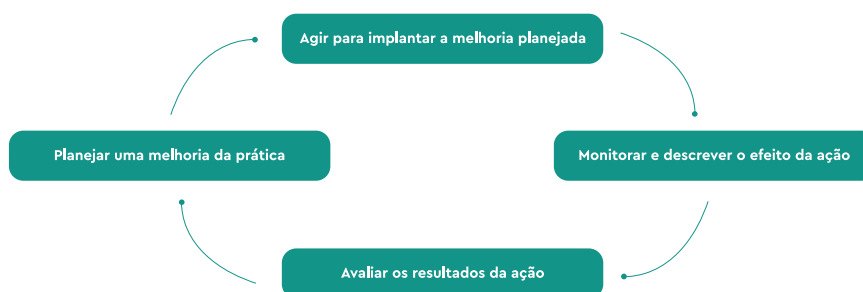 Agir para implantar a melhoria planejada
Planejar uma melhoria da prática
Monitorar e descrever o efeito da ação
Avaliar os resultados da ação